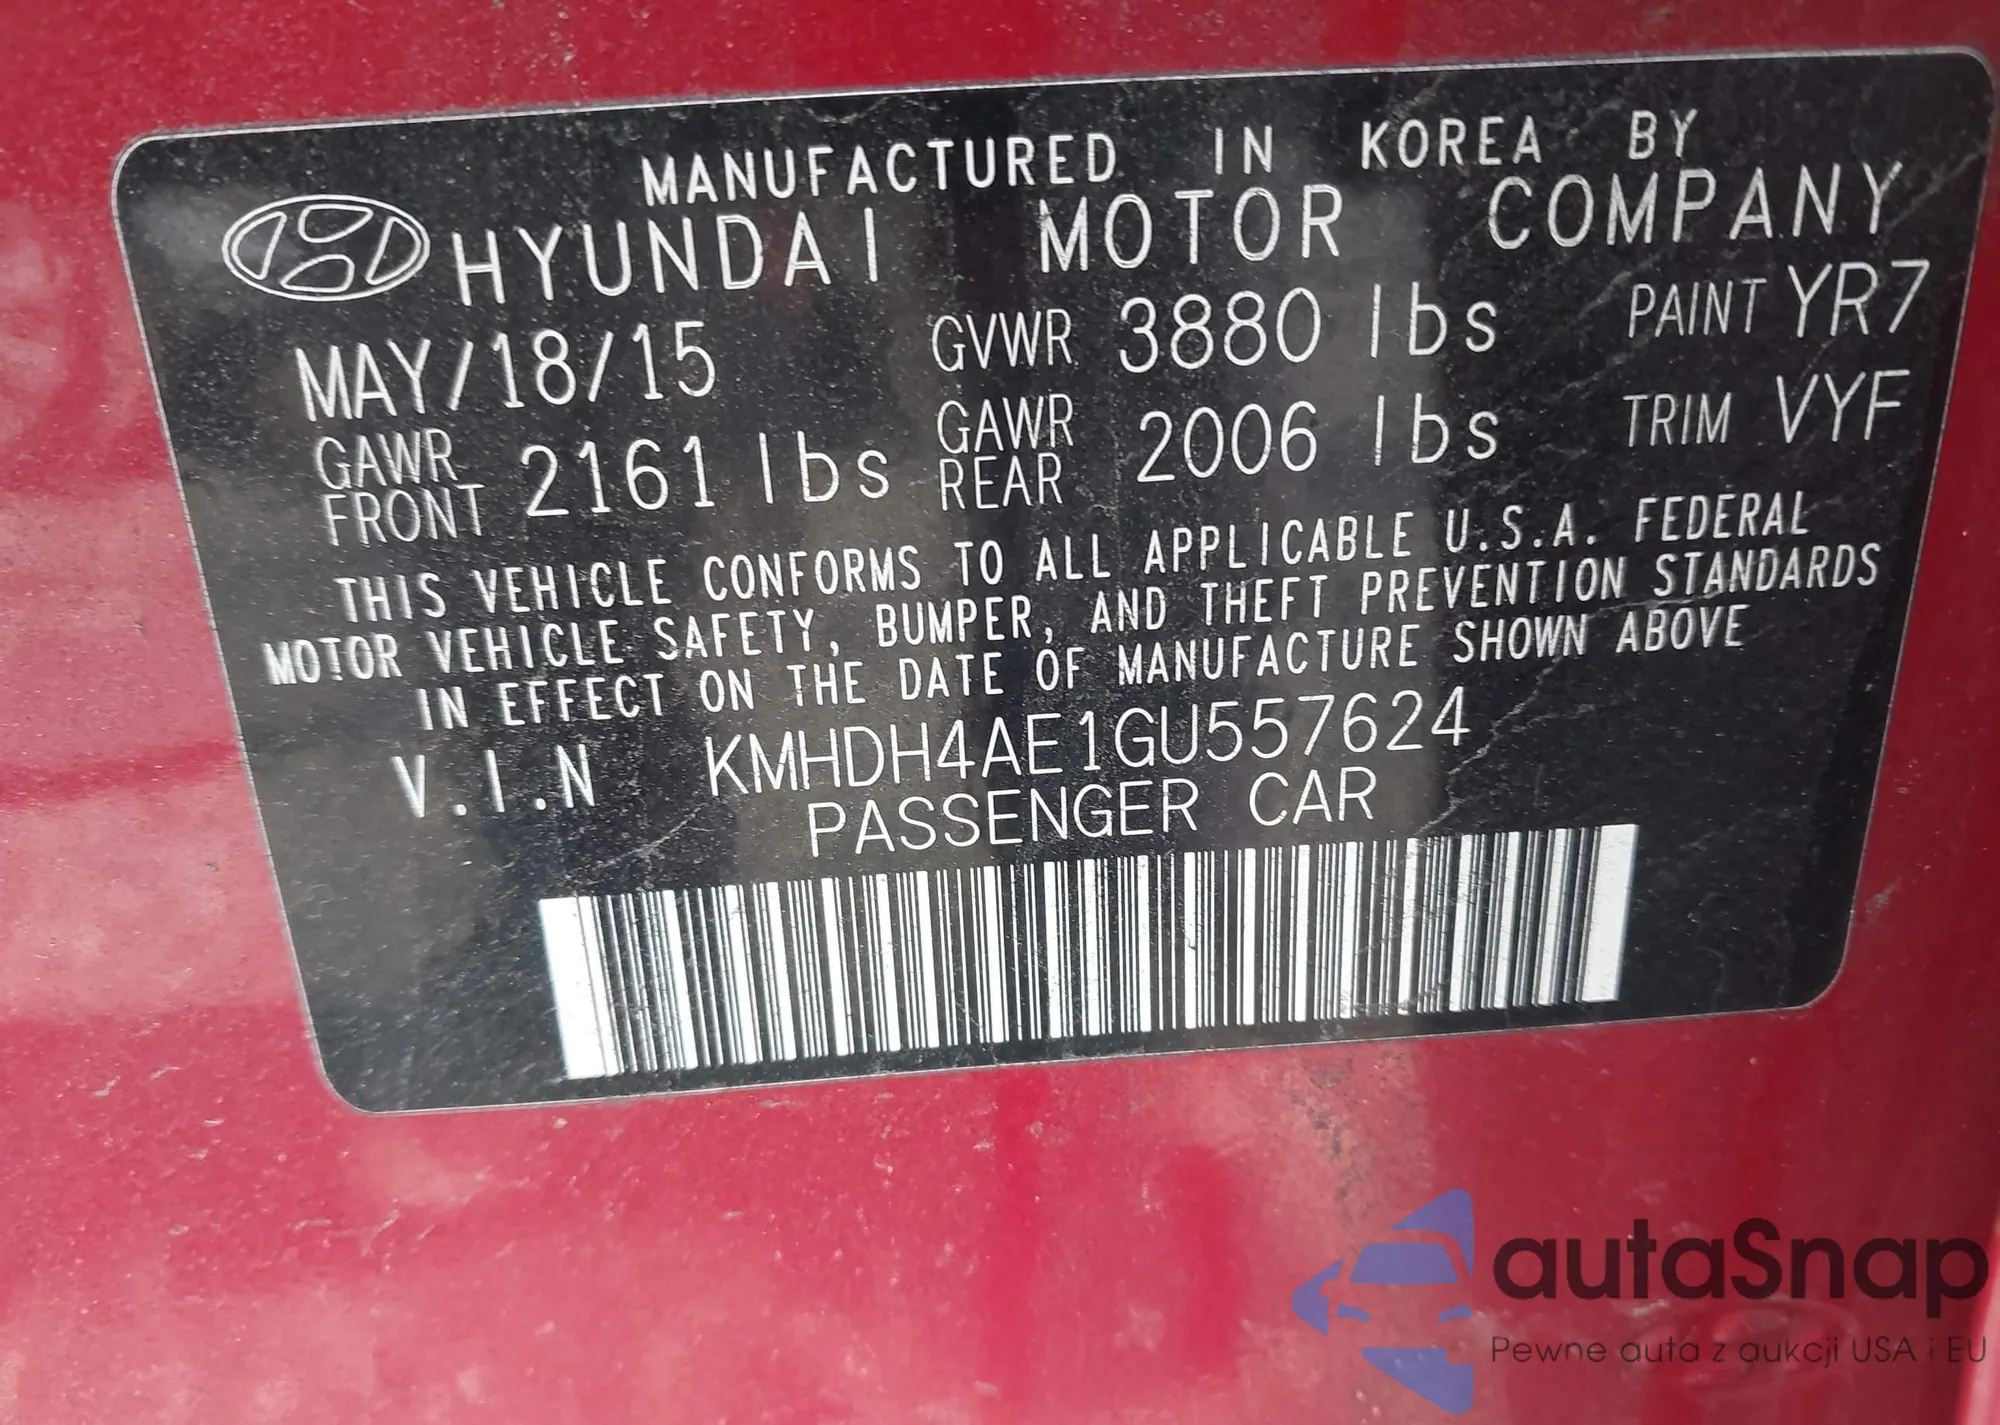 MANUFACTURED IN KOREA BY
HYUNDAI MOTOR COMPANY
MAY/18/15 GVWR 3880 lbs PAINT YR7
GAWR FRONT 2161 lbs GAWR REAR 2006 lbs TRIM VYF
THIS VEHICLE CONFORMS TO ALL APPLICABLE U.S.A. FEDERAL
MOTOR VEHICLE SAFETY, BUMPER, AND THEFT PREVENTION STANDARDS
IN EFFECT ON THE DATE OF MANUFACTURE SHOWN ABOVE
V.I.N KMHDH4AE1GU557624
PASSENGER CAR
autaSnap
Pewne auta z aukcji USA i EU